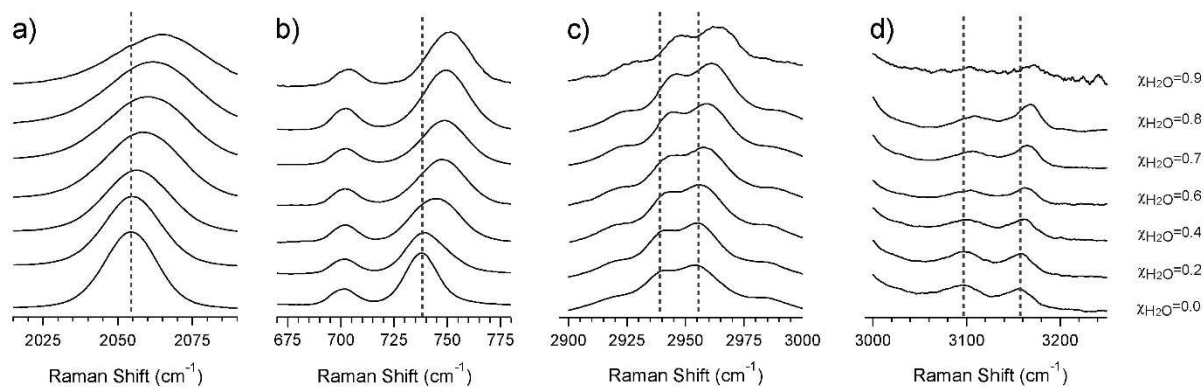 a)
b)
c)
d)
χH2O=0.9
χH2O=0.8
χH2O=0.7
χH2O=0.6
χH2O=0.4
χH2O=0.2
χH2O=0.0
2025 2050 2075
675 700 725 750 775
2900 2925 2950 2975 3000
3000 3100 3200
Raman Shift (cm⁻¹)
Raman Shift (cm⁻¹)
Raman Shift (cm⁻¹)
Raman Shift (cm⁻¹)